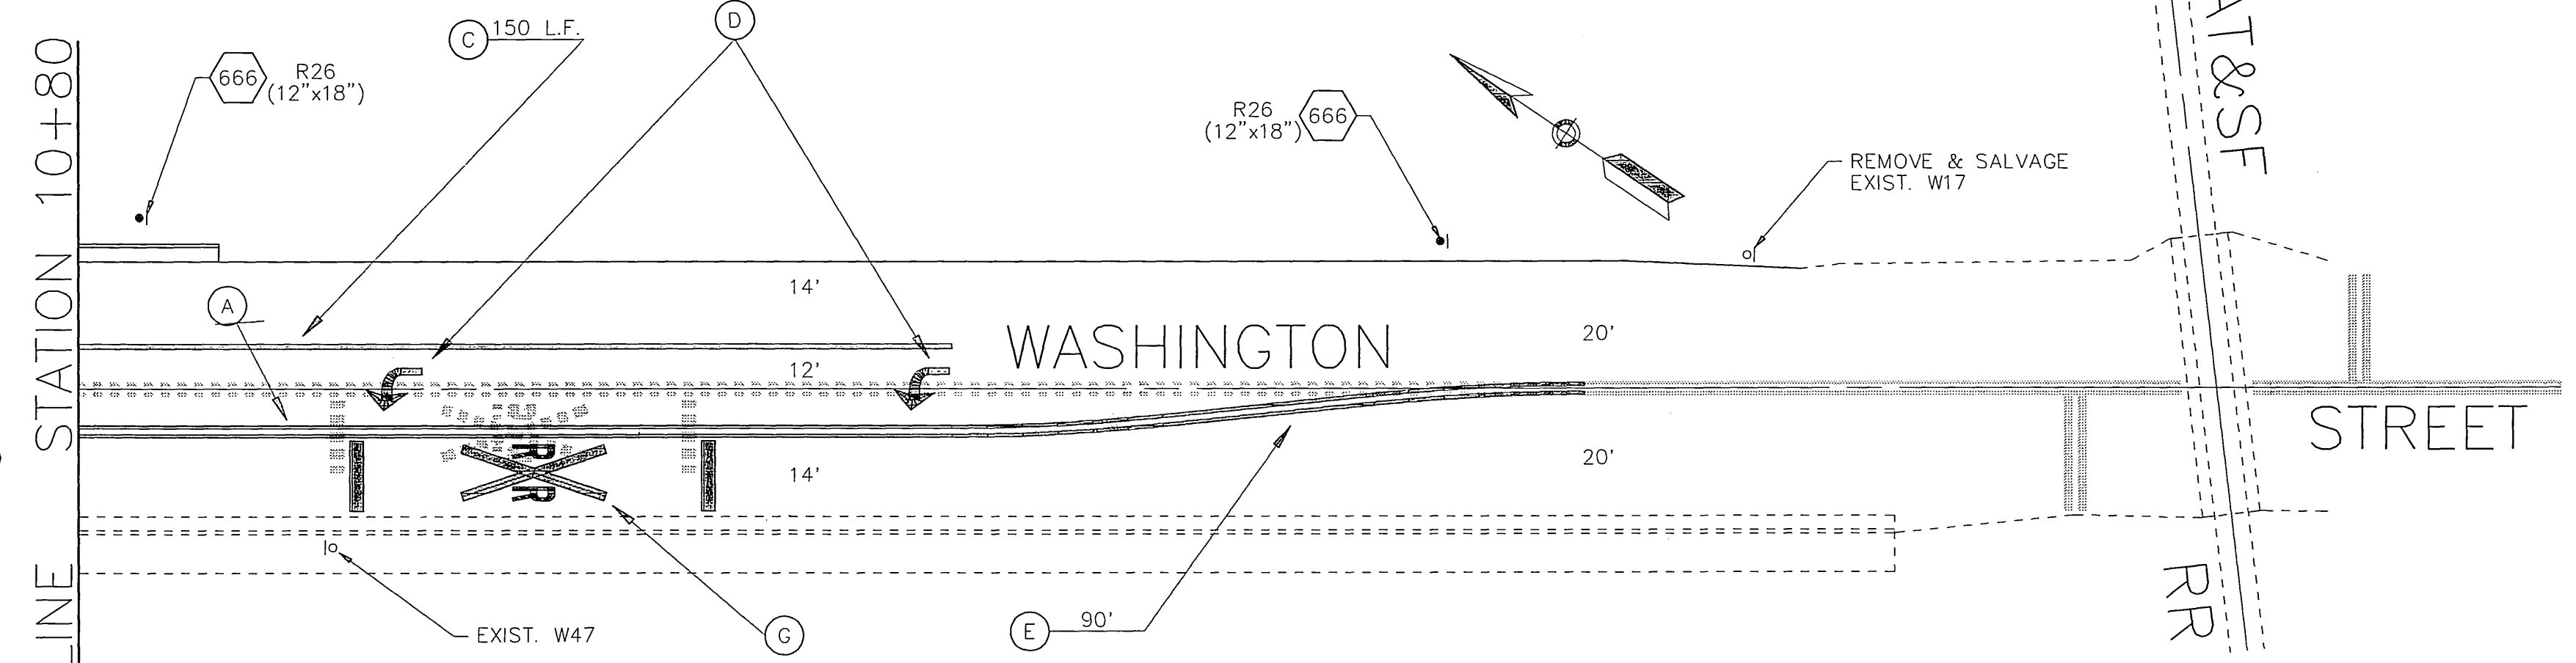 LINE STATION 10+80
666
R26
(12"x18")
C
150 L.F.
D
R26
(12"x18")
666
REMOVE & SALVAGE
EXIST. W17
AT&SF
RR
A
14'
12'
14'
WASHINGTON
STREET
20'
20'
R
R
EXIST. W47
G
E
90'